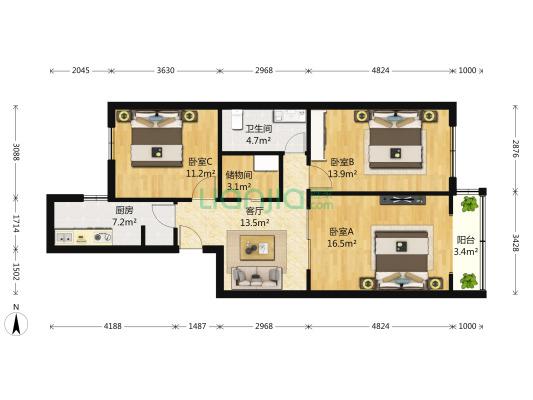 2045 3630 2968 4824 1000
3088
1714
1502
2876
3428
卫生间
4.7m²
卧室C
11.2m²
储物间
3.1m²
卧室B
13.9m²
厨房
7.2m²
客厅
13.5m²
卧室A
16.5m²
阳台
3.4m²
Lianjia
.com
N
4188 1487 2968 4824 1000